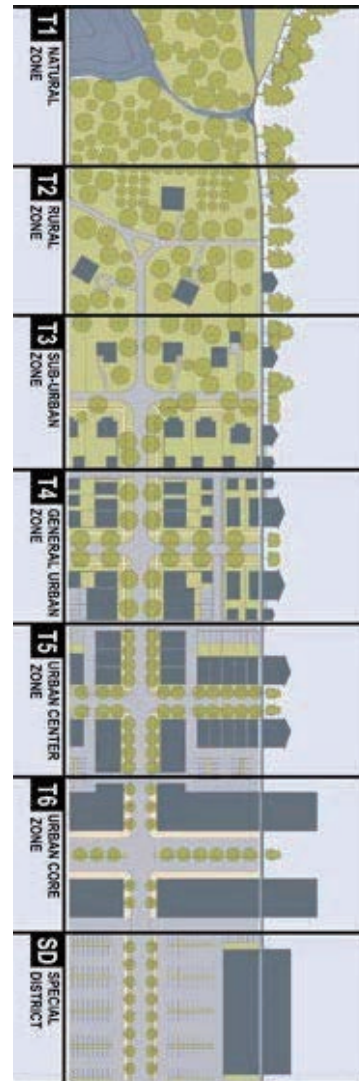 T1 NATURAL
ZONE
T2 RURAL
ZONE
T3 SUB-URBAN
ZONE
T4 GENERAL URBAN
ZONE
T5 URBAN CENTER
ZONE
T6 URBAN CORE
ZONE
SD SPECIAL
DISTRICT